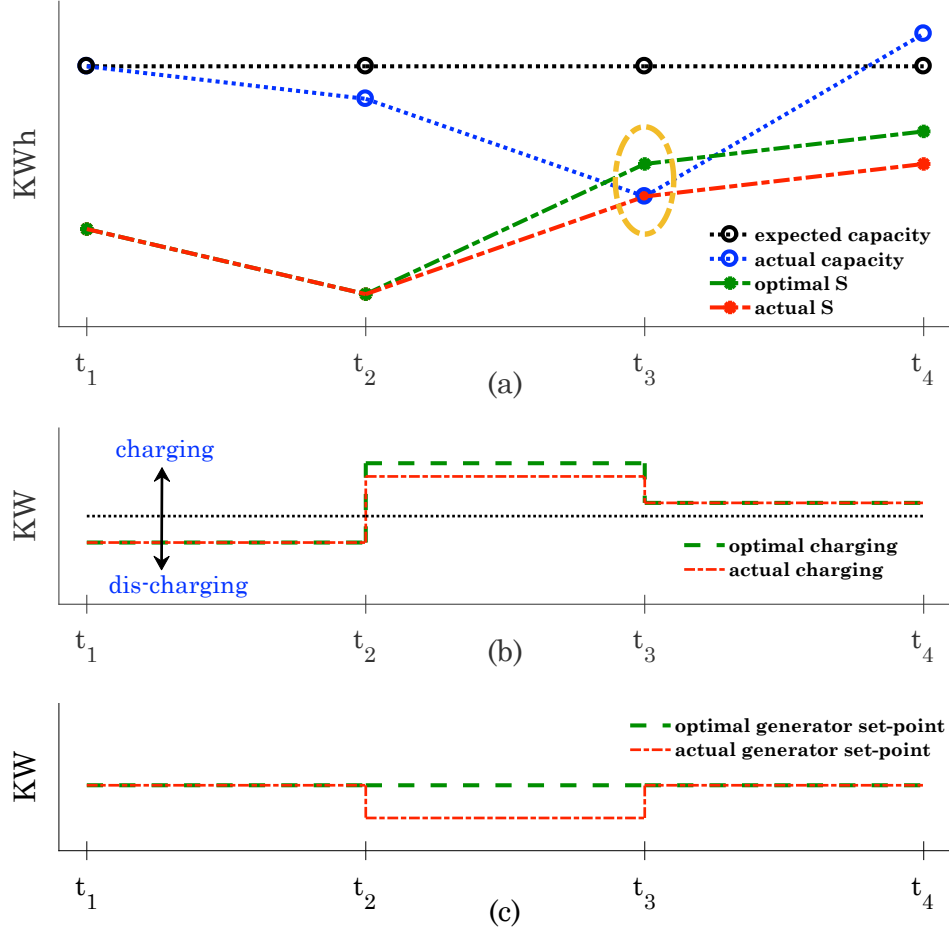 KWh
expected capacity
actual capacity
optimal S
actual S
t1 t2 t3 t4
(a)
KW
charging
dis-charging
optimal charging
actual charging
t1 t2 t3 t4
(b)
KW
optimal generator set-point
actual generator set-point
t1 t2 t3 t4
(c)